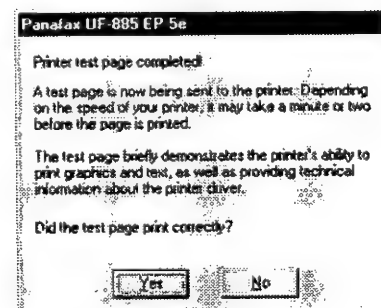 Panafax UF-885 EP 5e
Printer test page completed!
A test page is now being sent to the printer. Depending
on the speed of your printer, it may take a minute or two
before the page is printed.
The test page briefly demonstrates the printer's ability to
print graphics and text, as well as providing technical
information about the printer driver.
Did the test page print correctly?
Yes No